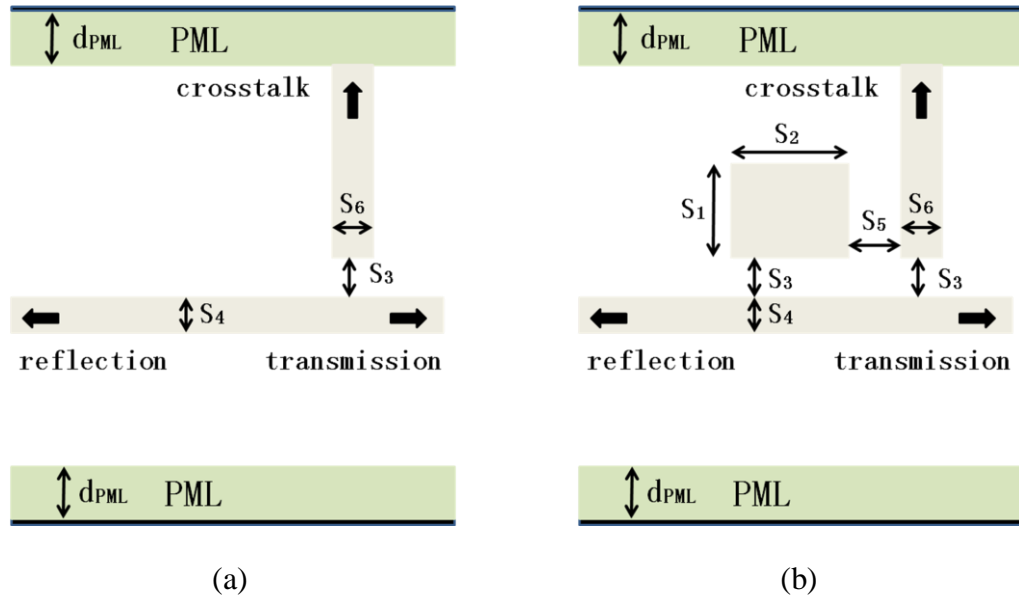 dPML PML
crosstalk
S6
S3
S4
reflection transmission
dPML PML
(a)
dPML PML
crosstalk
S2
S1
S6
S5
S3 S3
S4
reflection transmission
dPML PML
(b)